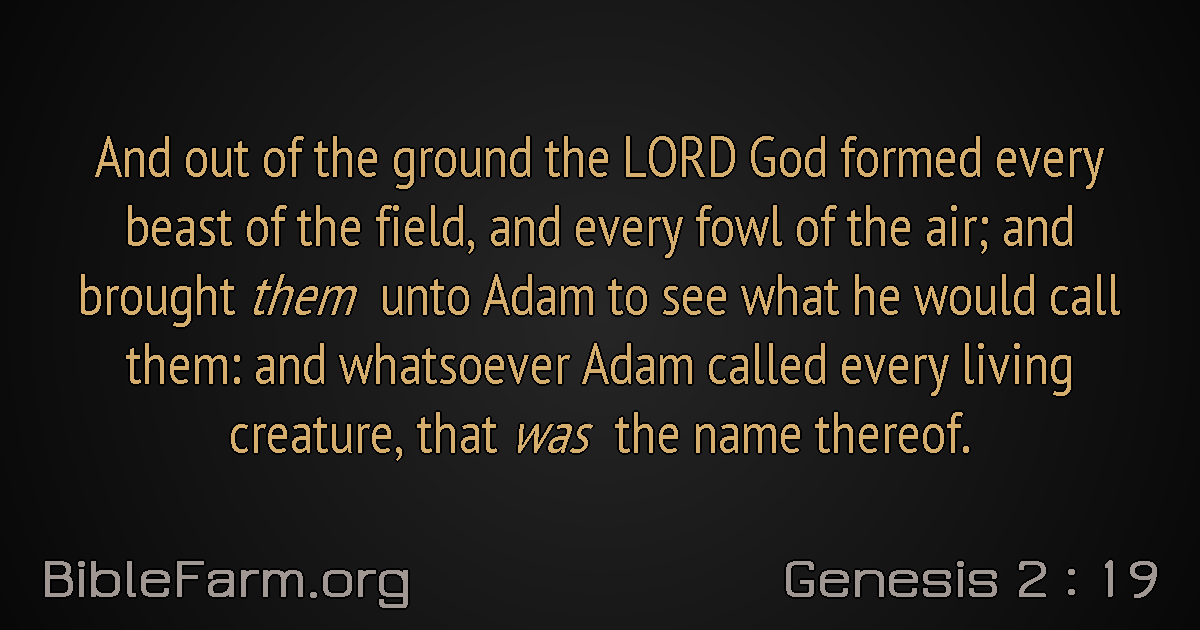 And out of the ground the LORD God formed every
beast of the field, and every fowl of the air; and
brought them unto Adam to see what he would call
them: and whatsoever Adam called every living
creature, that was the name thereof.
BibleFarm.org
Genesis 2 : 19